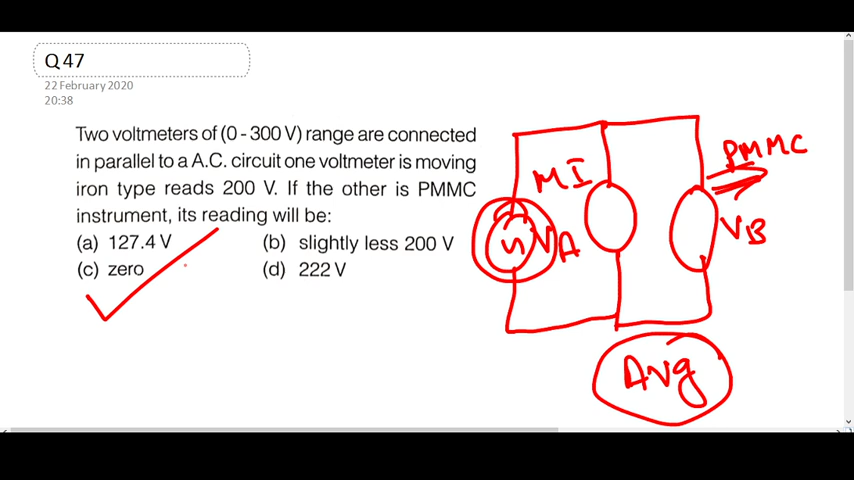 Q 47
22 February 2020
20:38
Two voltmeters of (0 - 300 V) range are connected
in parallel to a A.C. circuit one voltmeter is moving
iron type reads 200 V. If the other is PMMC
instrument, its reading will be:
(a) 127.4 V (b) slightly less 200 V
(c) zero (d) 222 V
MI
PMMC
VA
VB
Avg